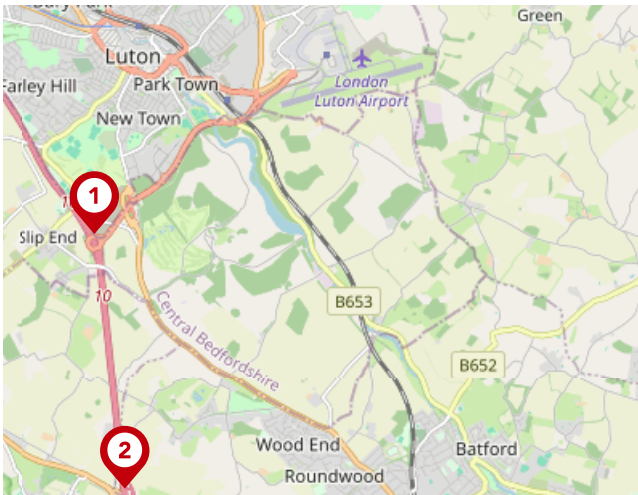 Green
Luton
Farley Hill
Park Town
London
Luton Airport
New Town
1
Slip End
10
B653
Central Bedfordshire
B652
2
Wood End
Batford
Roundwood